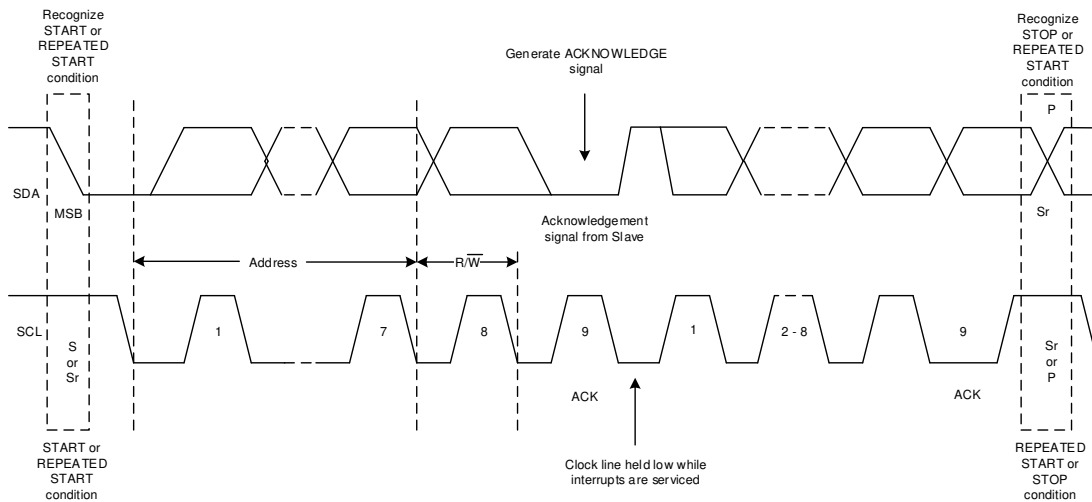 Recognize
START or
REPEATED
START
condition
Generate ACKNOWLEDGE
signal
Recognize
STOP or
REPEATED
START
condition
P
SDA
MSB
Acknowledgement
signal from Slave
Sr
Address
R/W̅
SCL
S
or
Sr
1
7
8
9
1
2 - 8
9
Sr
or
P
ACK
ACK
START or
REPEATED
START
condition
Clock line held low while
interrupts are serviced
REPEATED
START or
STOP
condition